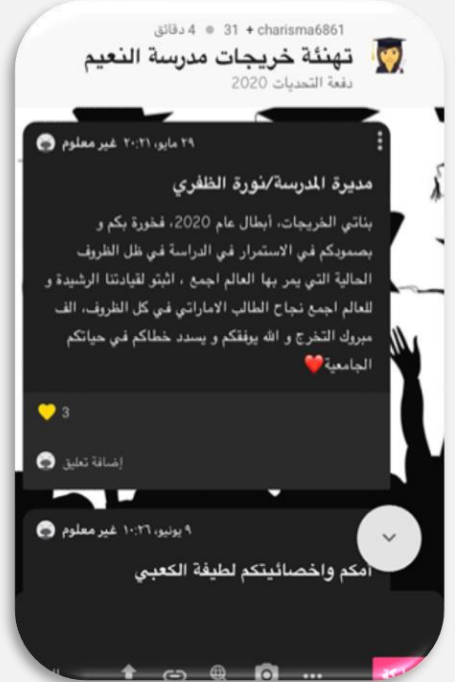 charisma6861 + 31 • 4 دقائق
تهنئة خريجات مدرسة النعيم
دفعة التحديات 2020
غير معلوم ٢٩ مايو، ٢٠:٢١
مديرة المدرسة/نورة الظفري
بناتي الخريجات، أبطال عام 2020، فخورة بكم و
بصمودكم في الاستمرار في الدراسة في ظل الظروف
الحالية التي يمر بها العالم اجمع ، اثبتو لقيادتنا الرشيدة و
للعالم اجمع نجاح الطالب الاماراتي في كل الظروف، الف
مبروك التخرج و الله يوفقكم و يسدد خطاكم في حياتكم
الجامعية❤️
3
إضافة تعليق
غير معلوم ٩ يونيو، ١٠:٢٦
امكم واخصائيتكم لطيفة الكعبي